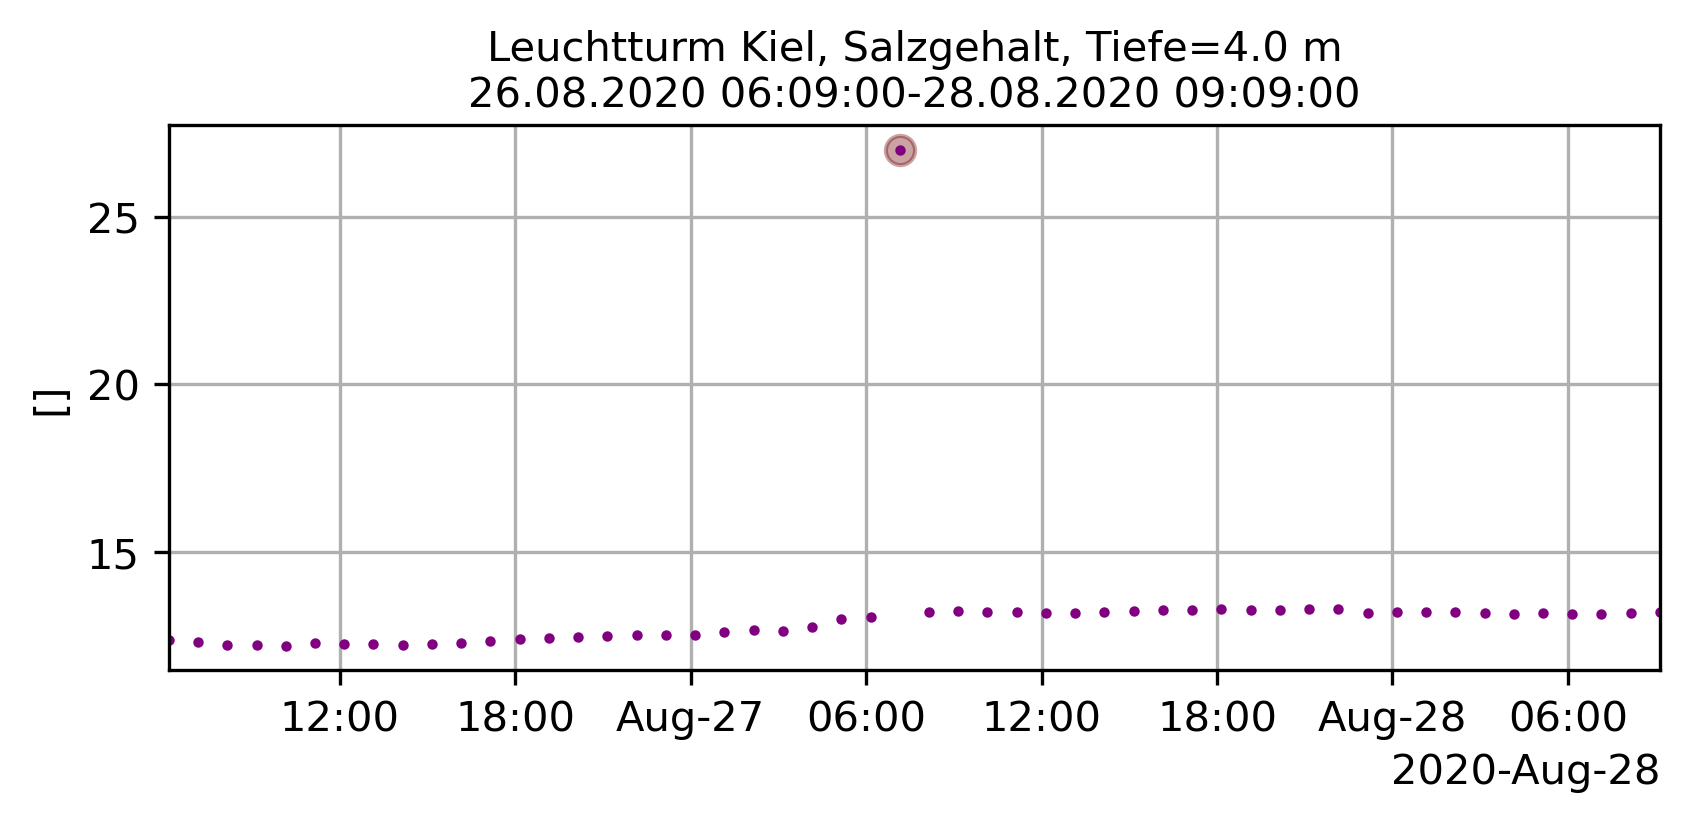 Leuchtturm Kiel, Salzgehalt, Tiefe=4.0 m
26.08.2020 06:09:00-28.08.2020 09:09:00
25
20
15
[]
12:00 18:00 Aug-27 06:00 12:00 18:00 Aug-28 06:00
2020-Aug-28